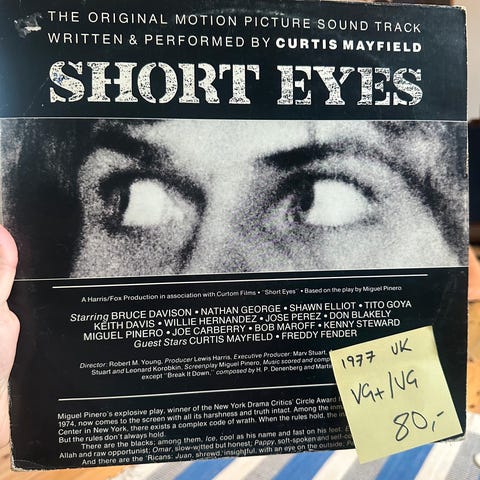 THE ORIGINAL MOTION PICTURE SOUND TRACK
WRITTEN & PERFORMED BY CURTIS MAYFIELD
SHORT EYES
A Harris/Fox Production in association with Curtom Films • "Short Eyes" • Based on the play by Miguel Pinero
Starring BRUCE DAVISON • NATHAN GEORGE • SHAWN ELLIOT • TITO GOYA
KEITH DAVIS • WILLIE HERNANDEZ • JOSE PEREZ • DON BLAKELY
MIGUEL PINERO • JOE CARBERRY • BOB MAROFF • KENNY STEWARD
Guest Stars CURTIS MAYFIELD • FREDDY FENDER
Director: Robert M. Young, Producer Lewis Harris, Executive Producer: Marv Stuart,
Stuart and Leonard Korobkin, Screenplay Miguel Pinero, Music scored and
except "Break It Down," composed by H. P. Denenberg and
Miguel Pinero's explosive play, winner of the New York Drama Critics' Circle Award
1974, now comes to the screen with all its harshness and truth intact. Among the
Center in New York, there exists a complex code of wrath. When the rules hold,
But the rules don't always hold.
There are the blacks; among them, Ice, cool as his name and fast on his feet:
Allah and raw opportunist; Omar, slow-witted but honest; Pappy, soft-spoken and
And there are the 'Ricans: Juan, shrewd, insightful, with an eye on the outside;
1977 UK
VG+/VG
80,-